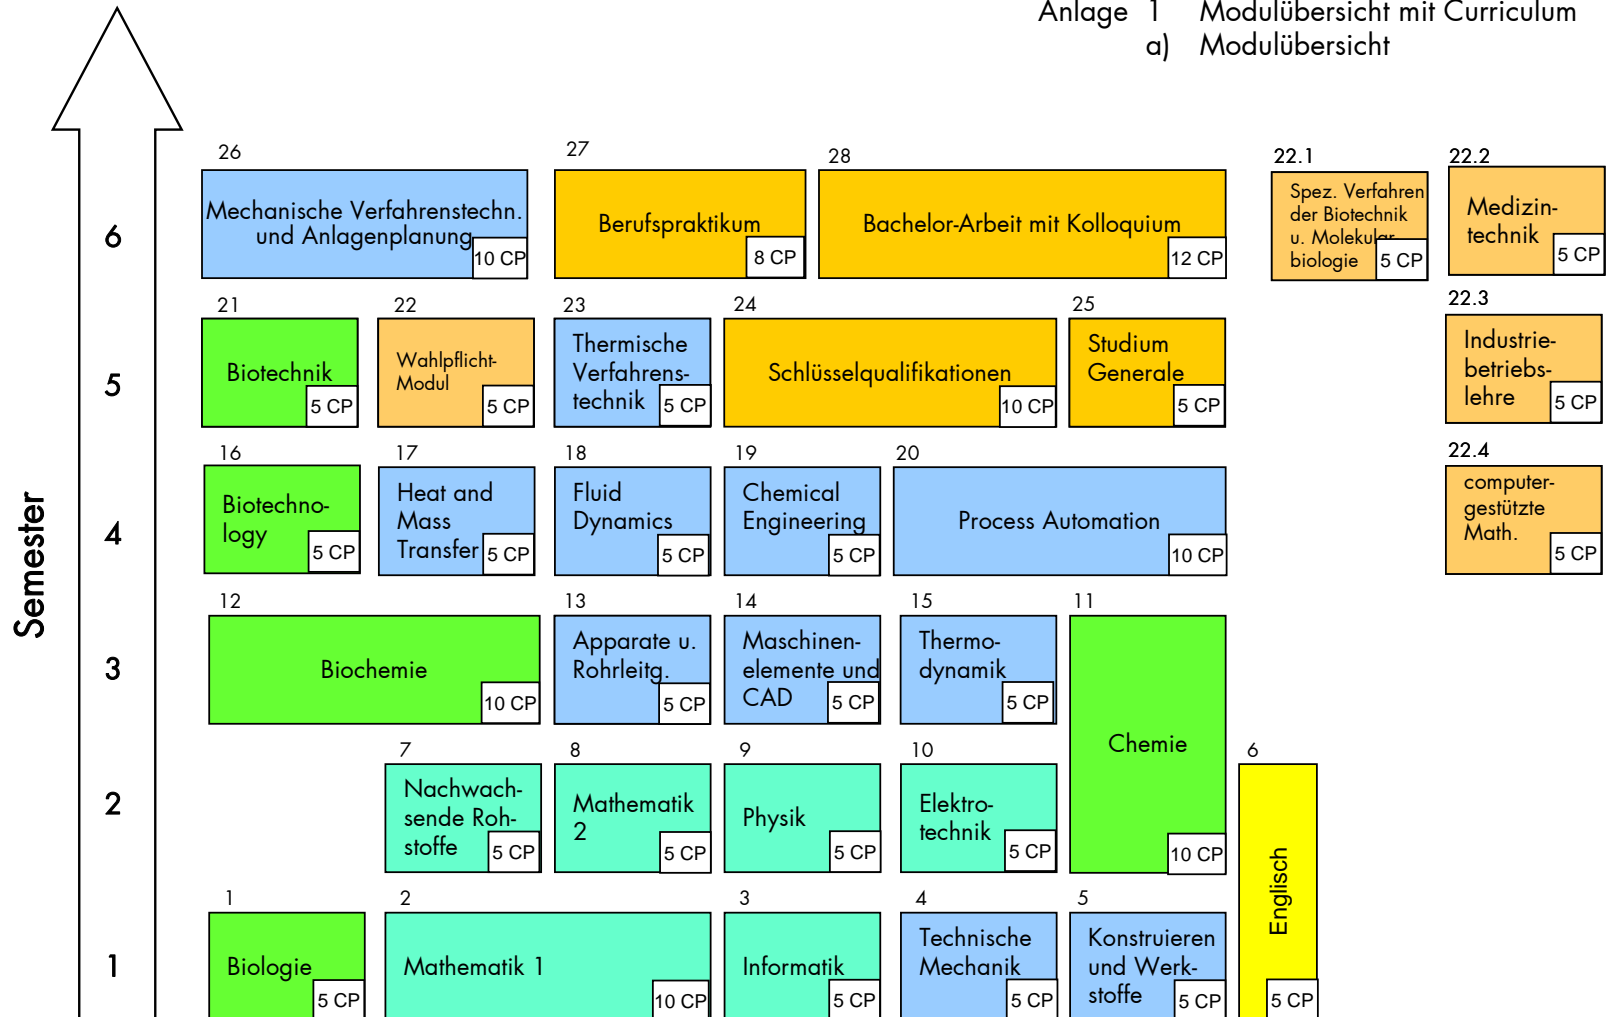 Anlage 1 Modulübersicht mit Curriculum
a) Modulübersicht
Semester
6
26
Mechanische Verfahrenstechn.
und Anlagenplanung
10 CP
27
Berufspraktikum
8 CP
28
Bachelor-Arbeit mit Kolloquium
12 CP
22.1
Spez. Verfahren
der Biotechnik
u. Molekular-
biologie
5 CP
22.2
Medizin-
technik
5 CP
5
21
Biotechnik
5 CP
22
Wahlpflicht-
Modul
5 CP
23
Thermische
Verfahrens-
technik
5 CP
24
Schlüsselqualifikationen
10 CP
25
Studium
Generale
5 CP
22.3
Industrie-
betriebs-
lehre
5 CP
4
16
Biotechno-
logy
5 CP
17
Heat and
Mass
Transfer
5 CP
18
Fluid
Dynamics
5 CP
19
Chemical
Engineering
5 CP
20
Process Automation
10 CP
22.4
computer-
gestützte
Math.
5 CP
3
12
Biochemie
10 CP
13
Apparate u.
Rohrleitg.
5 CP
14
Maschinen-
elemente und
CAD
5 CP
15
Thermo-
dynamik
5 CP
11
Chemie
10 CP
2
7
Nachwach-
sende Roh-
stoffe
5 CP
8
Mathematik
2
5 CP
9
Physik
5 CP
10
Elektro-
technik
5 CP
6
Englisch
5 CP
1
1
Biologie
5 CP
2
Mathematik 1
10 CP
3
Informatik
5 CP
4
Technische
Mechanik
5 CP
5
Konstruieren
und Werk-
stoffe
5 CP